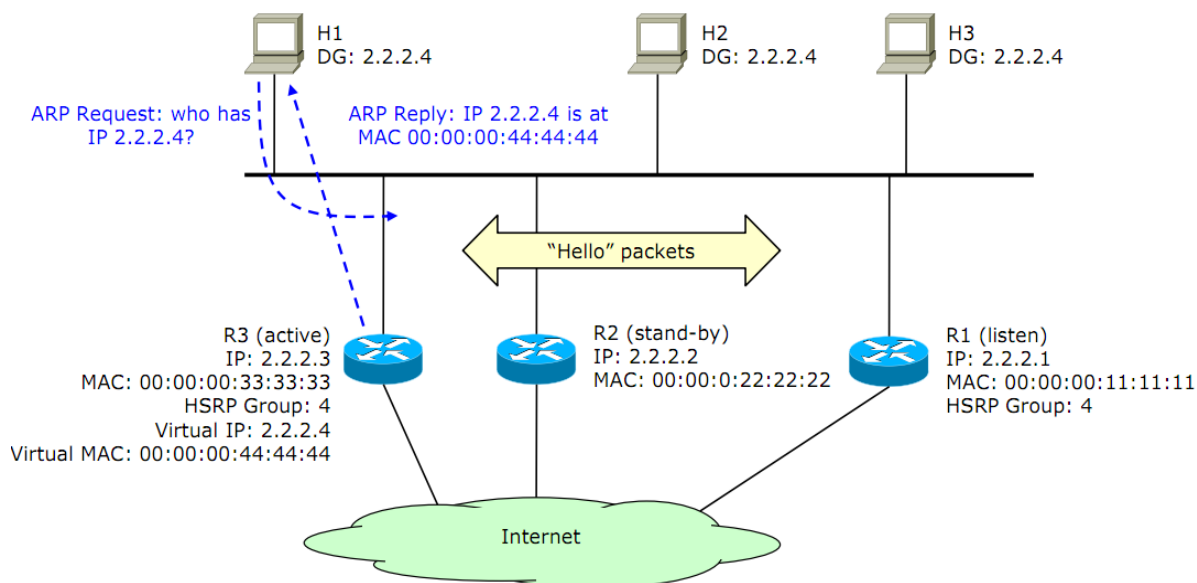 H1
DG: 2.2.2.4
H2
DG: 2.2.2.4
H3
DG: 2.2.2.4
ARP Request: who has
IP 2.2.2.4?
ARP Reply: IP 2.2.2.4 is at
MAC 00:00:00:44:44:44
“Hello” packets
R3 (active)
IP: 2.2.2.3
MAC: 00:00:00:33:33:33
HSRP Group: 4
Virtual IP: 2.2.2.4
Virtual MAC: 00:00:00:44:44:44
R2 (stand-by)
IP: 2.2.2.2
MAC: 00:00:0:22:22:22
R1 (listen)
IP: 2.2.2.1
MAC: 00:00:00:11:11:11
HSRP Group: 4
Internet